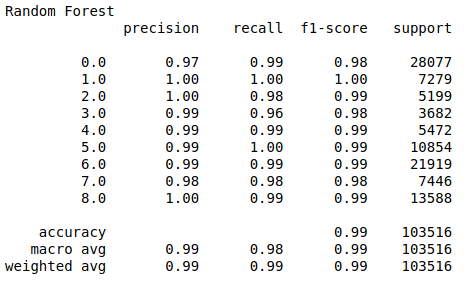 Random Forest
precision recall f1-score support
0.0 0.97 0.99 0.98 28077
1.0 1.00 1.00 1.00 7279
2.0 1.00 0.98 0.99 5199
3.0 0.99 0.96 0.98 3682
4.0 0.99 0.99 0.99 5472
5.0 0.99 1.00 0.99 10854
6.0 0.99 0.99 0.99 21919
7.0 0.98 0.98 0.98 7446
8.0 1.00 0.99 0.99 13588
accuracy 0.99 103516
macro avg 0.99 0.98 0.99 103516
weighted avg 0.99 0.99 0.99 103516